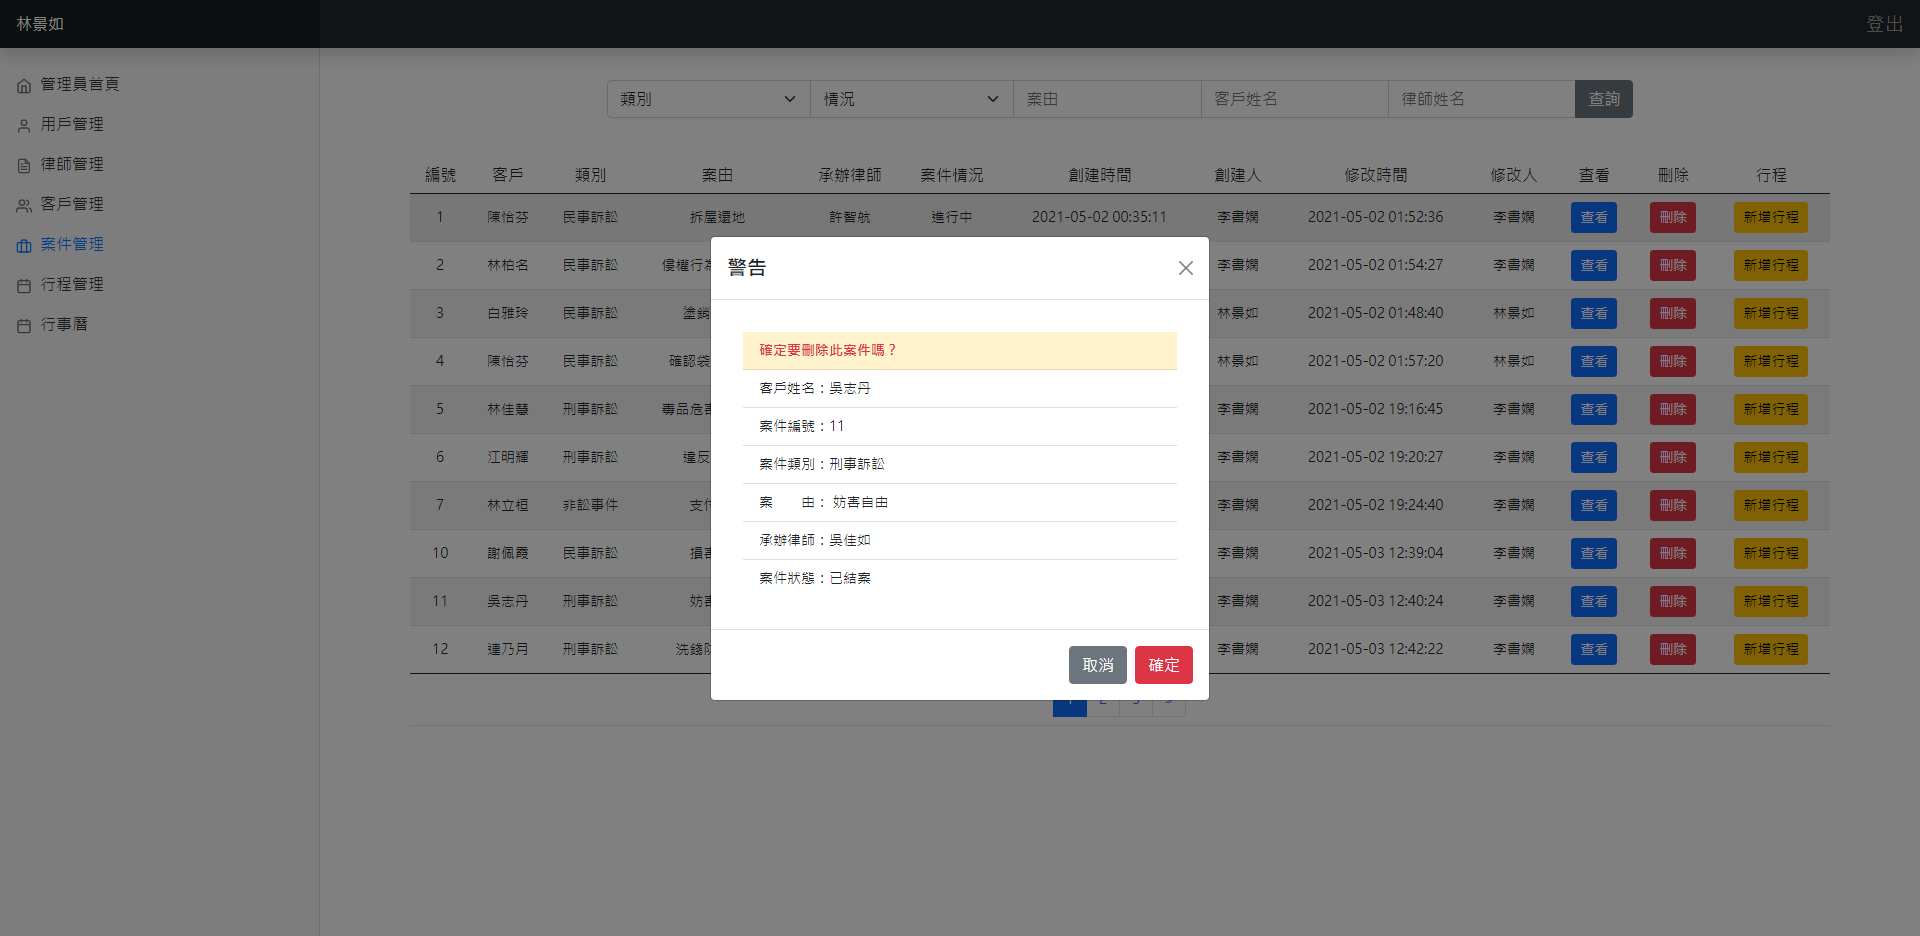 林景如
登出
管理員首頁
用戶管理
律師管理
客戶管理
案件管理
行程管理
行事曆
類別 情況 案由 客戶姓名 律師姓名 查詢
編號 客戶 類別 案由 承辦律師 案件情況 創建時間 創建人 修改時間 修改人 查看 刪除 行程
1 陳怡芬 民事訴訟 拆屋還地 許智航 進行中 2021-05-02 00:35:11 李書嫻 2021-05-02 01:52:36 李書嫻 查看 刪除 新增行程
2 林柏名 民事訴訟 侵權行為 李書嫻 2021-05-02 01:54:27 李書嫻 查看 刪除 新增行程
3 白雅玲 民事訴訟 塗銷 林景如 2021-05-02 01:48:40 林景如 查看 刪除 新增行程
4 陳怡芬 民事訴訟 確認袋 林景如 2021-05-02 01:57:20 林景如 查看 刪除 新增行程
5 林佳慧 刑事訴訟 毒品危害 李書嫻 2021-05-02 19:16:45 李書嫻 查看 刪除 新增行程
6 江明輝 刑事訴訟 違反 李書嫻 2021-05-02 19:20:27 李書嫻 查看 刪除 新增行程
7 林立桓 非訟事件 支付 李書嫻 2021-05-02 19:24:40 李書嫻 查看 刪除 新增行程
10 謝佩霞 民事訴訟 損害 李書嫻 2021-05-03 12:39:04 李書嫻 查看 刪除 新增行程
11 吳志丹 刑事訴訟 妨害 李書嫻 2021-05-03 12:40:24 李書嫻 查看 刪除 新增行程
12 連乃月 刑事訴訟 洗錢防 李書嫻 2021-05-03 12:42:22 李書嫻 查看 刪除 新增行程
警告
確定要刪除此案件嗎？
客戶姓名：吳志丹
案件編號：11
案件類別：刑事訴訟
案　　由： 妨害自由
承辦律師：吳佳如
案件狀態：已結案
取消 確定